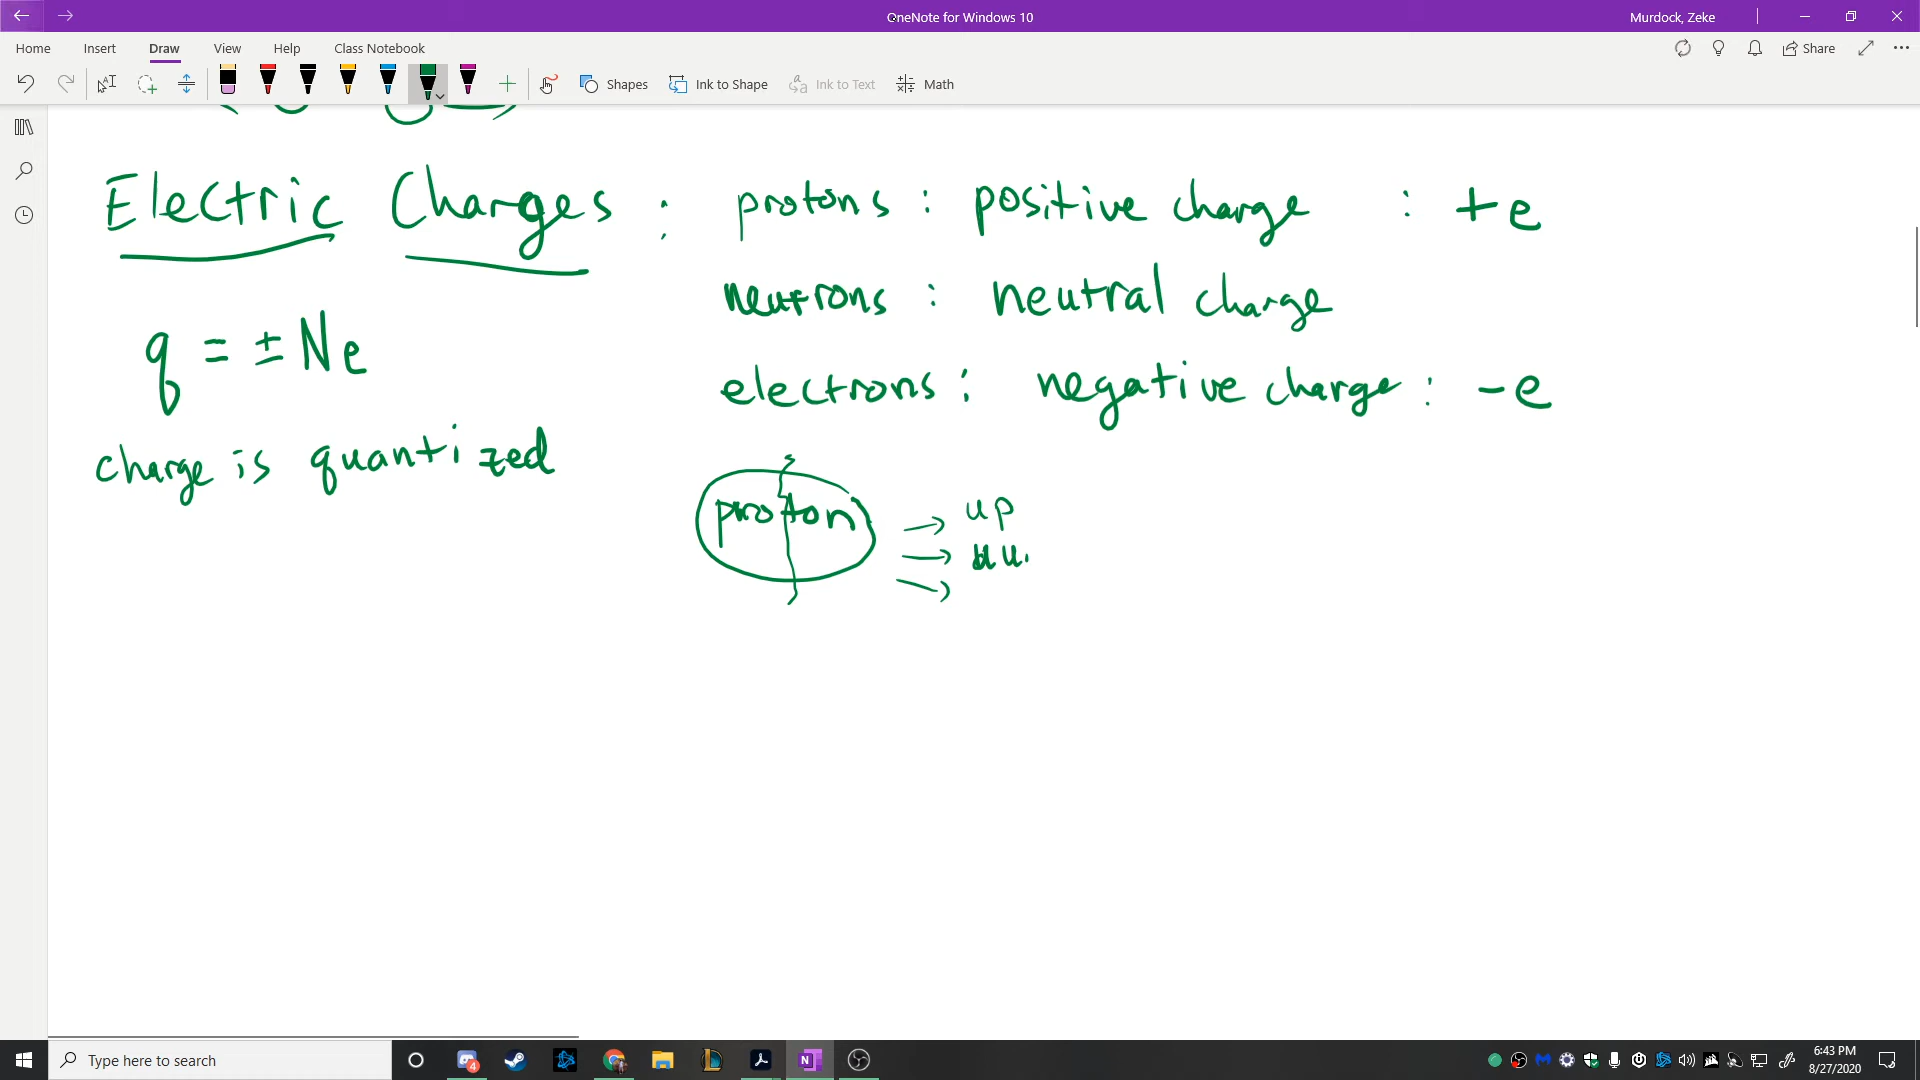 OneNote for Windows 10
Murdock, Zeke
Home Insert Draw View Help Class Notebook
Share
Shapes Ink to Shape Ink to Text Math
Electric Charges : protons : positive charge : +e
neutrons : neutral charge
q = ± Ne
electrons : negative charge : -e
charge is quantized
proton
up
Type here to search
4
6:43 PM
8/27/2020